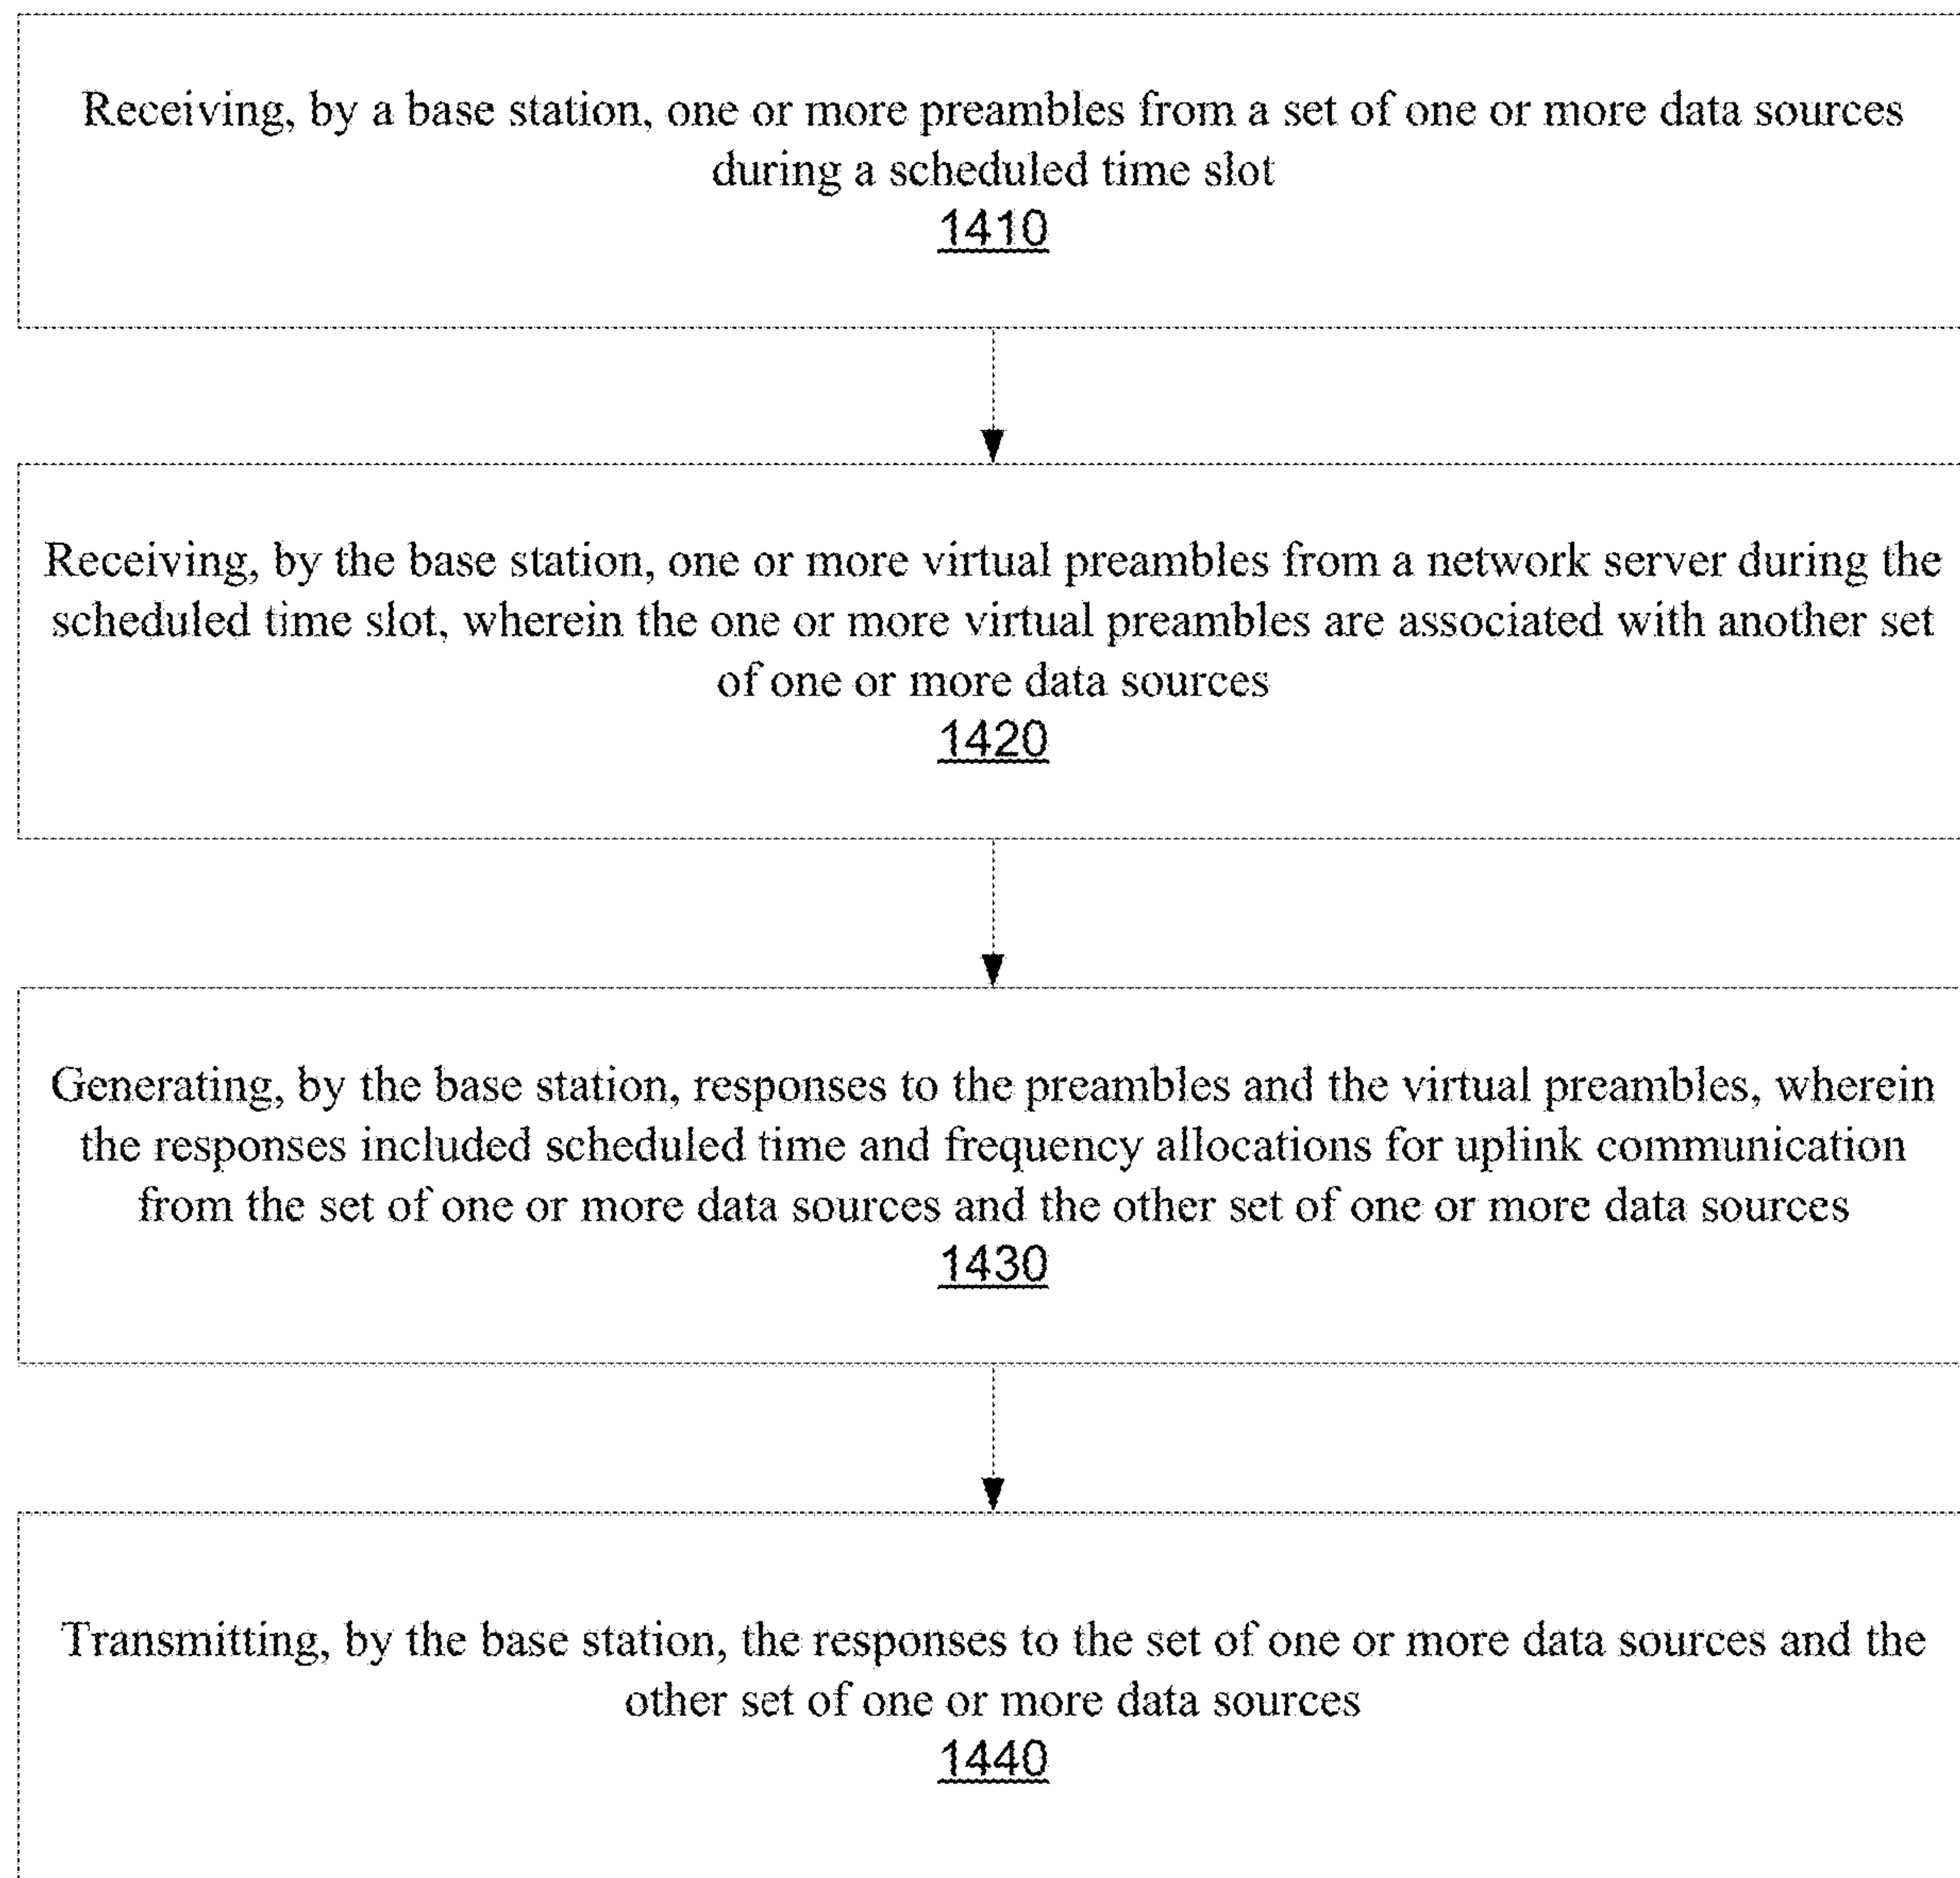 Receiving, by a base station, one or more preambles from a set of one or more data sources
during a scheduled time slot
1410
Receiving, by the base station, one or more virtual preambles from a network server during the
scheduled time slot, wherein the one or more virtual preambles are associated with another set
of one or more data sources
1420
Generating, by the base station, responses to the preambles and the virtual preambles, wherein
the responses included scheduled time and frequency allocations for uplink communication
from the set of one or more data sources and the other set of one or more data sources
1430
Transmitting, by the base station, the responses to the set of one or more data sources and the
other set of one or more data sources
1440